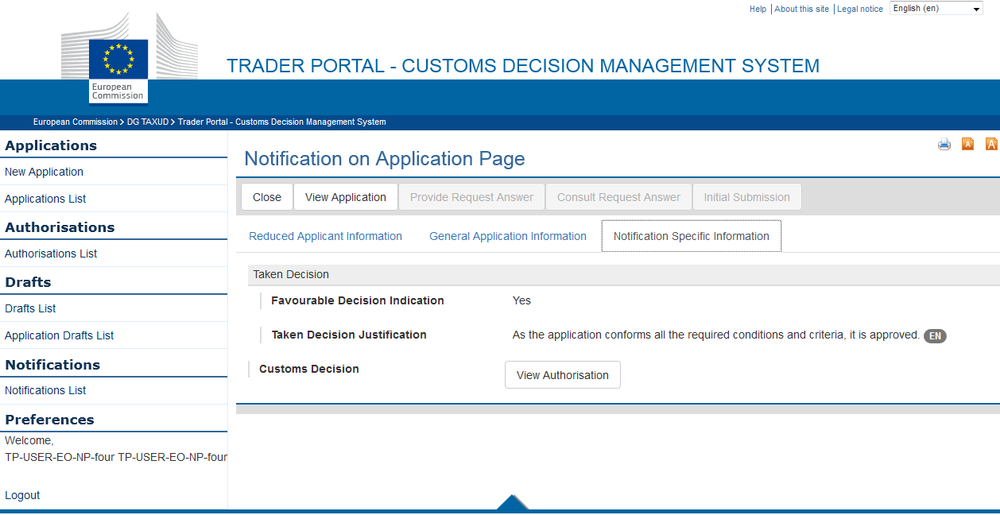 Help About this site Legal notice English (en)
TRADER PORTAL - CUSTOMS DECISION MANAGEMENT SYSTEM
European
Commission
European Commission > DG TAXUD > Trader Portal - Customs Decision Management System
Applications
New Application
Applications List
Authorisations
Authorisations List
Drafts
Drafts List
Application Drafts List
Notifications
Notifications List
Preferences
Welcome,
TP-USER-EO-NP-four TP-USER-EO-NP-four
Logout
A A
Notification on Application Page
Close View Application Provide Request Answer Consult Request Answer Initial Submission
Reduced Applicant Information General Application Information Notification Specific Information
Taken Decision
Favourable Decision Indication Yes
Taken Decision Justification As the application conforms all the required conditions and criteria, it is approved. EN
Customs Decision View Authorisation